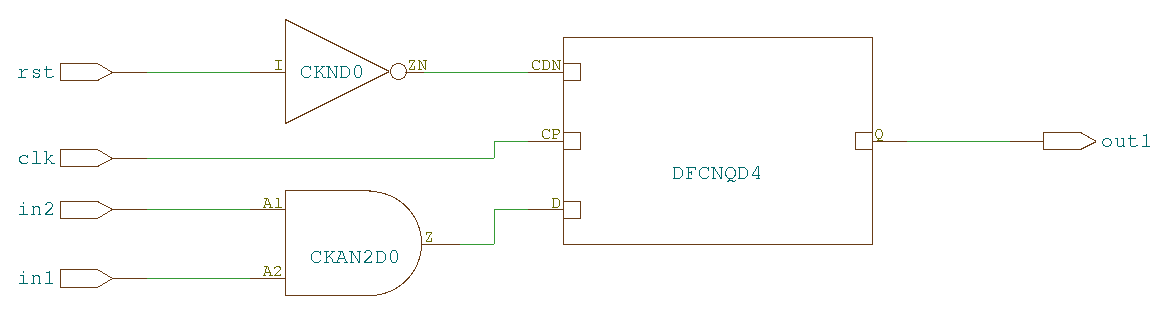 rst
I
CKND0
ZN
CDN
clk
CP
Q
out1
DFCNQD4
in2
A1
D
Z
CKAN2D0
in1
A2